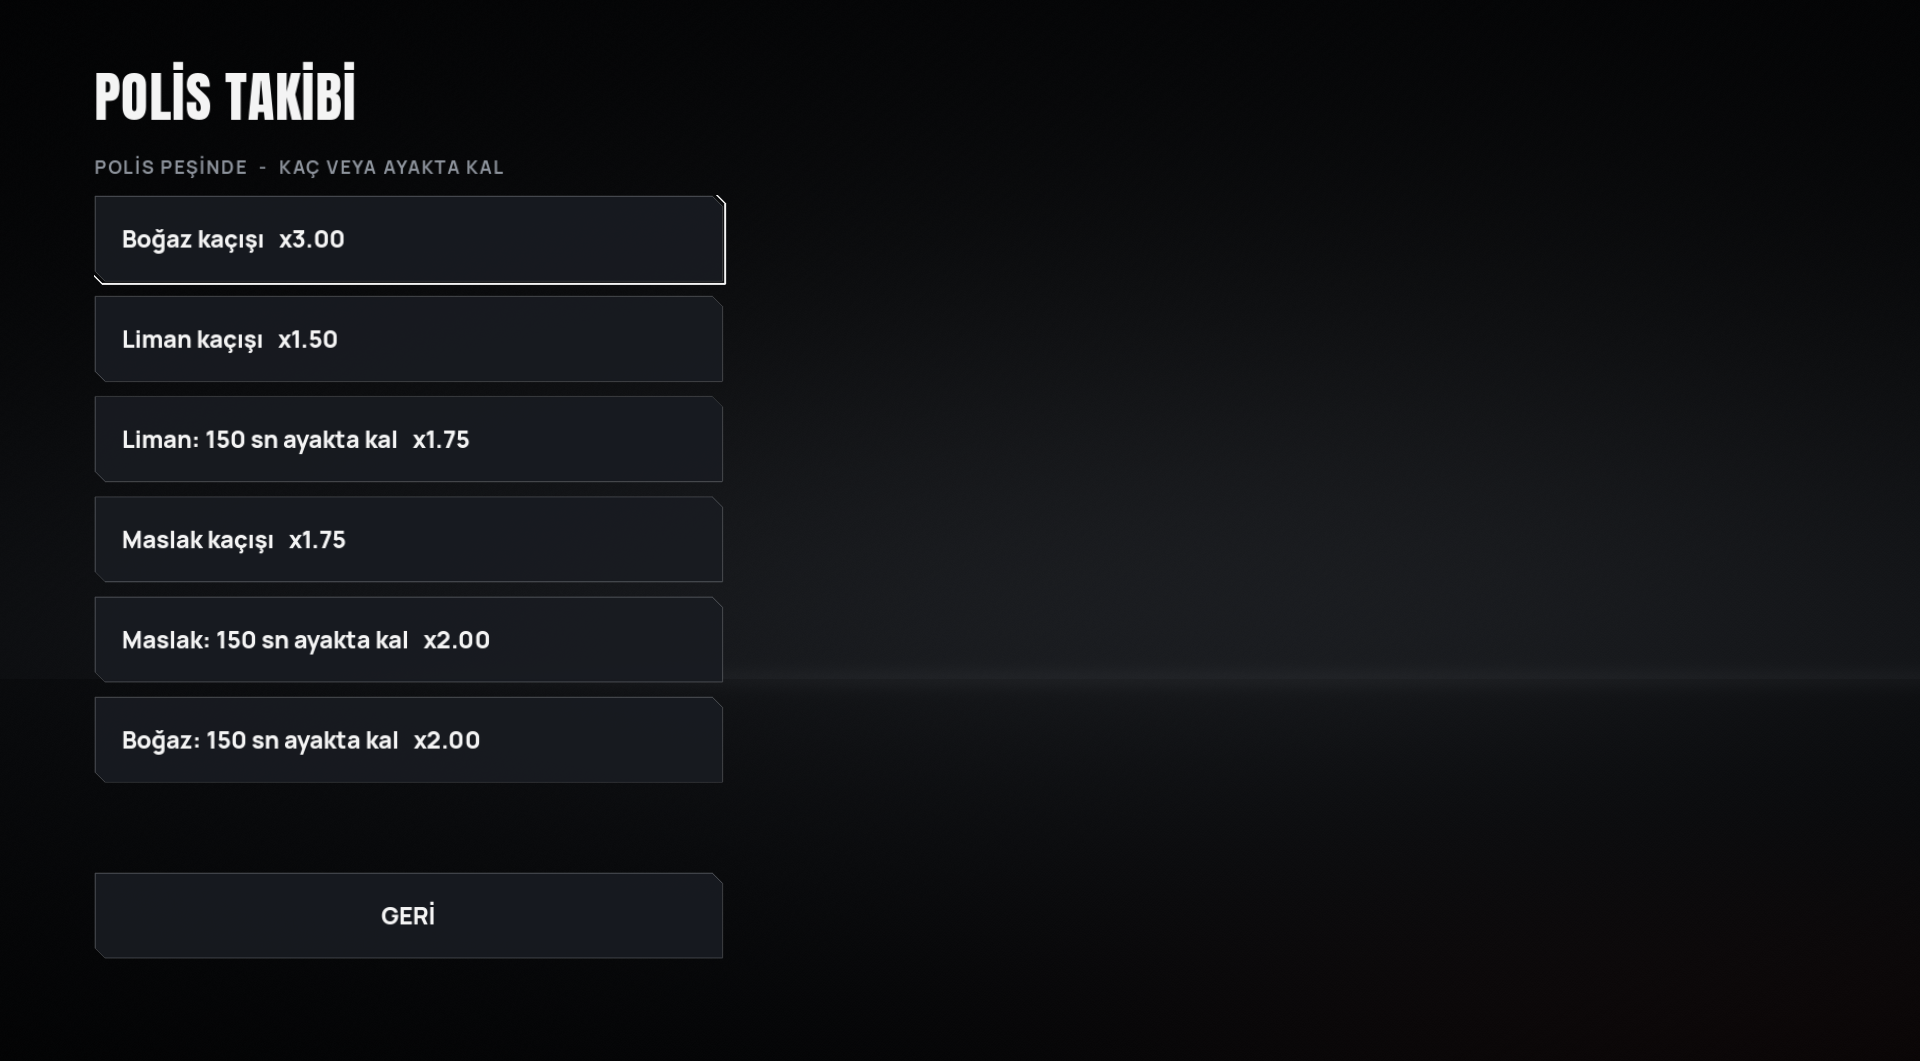 POLİS TAKİBİ
POLİS PEŞİNDE - KAÇ VEYA AYAKTA KAL
Boğaz kaçışı x3.00
Liman kaçışı x1.50
Liman: 150 sn ayakta kal x1.75
Maslak kaçışı x1.75
Maslak: 150 sn ayakta kal x2.00
Boğaz: 150 sn ayakta kal x2.00
GERİ